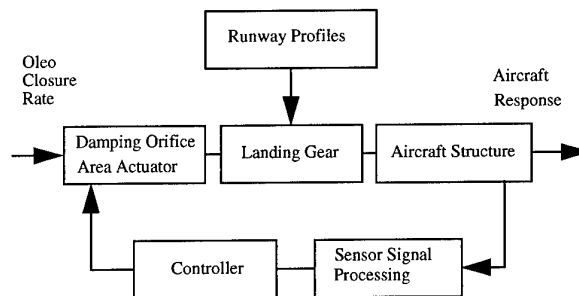 Runway Profiles
Oleo
Closure
Rate
Aircraft
Response
Damping Orifice
Area Actuator
Landing Gear
Aircraft Structure
Controller
Sensor Signal
Processing